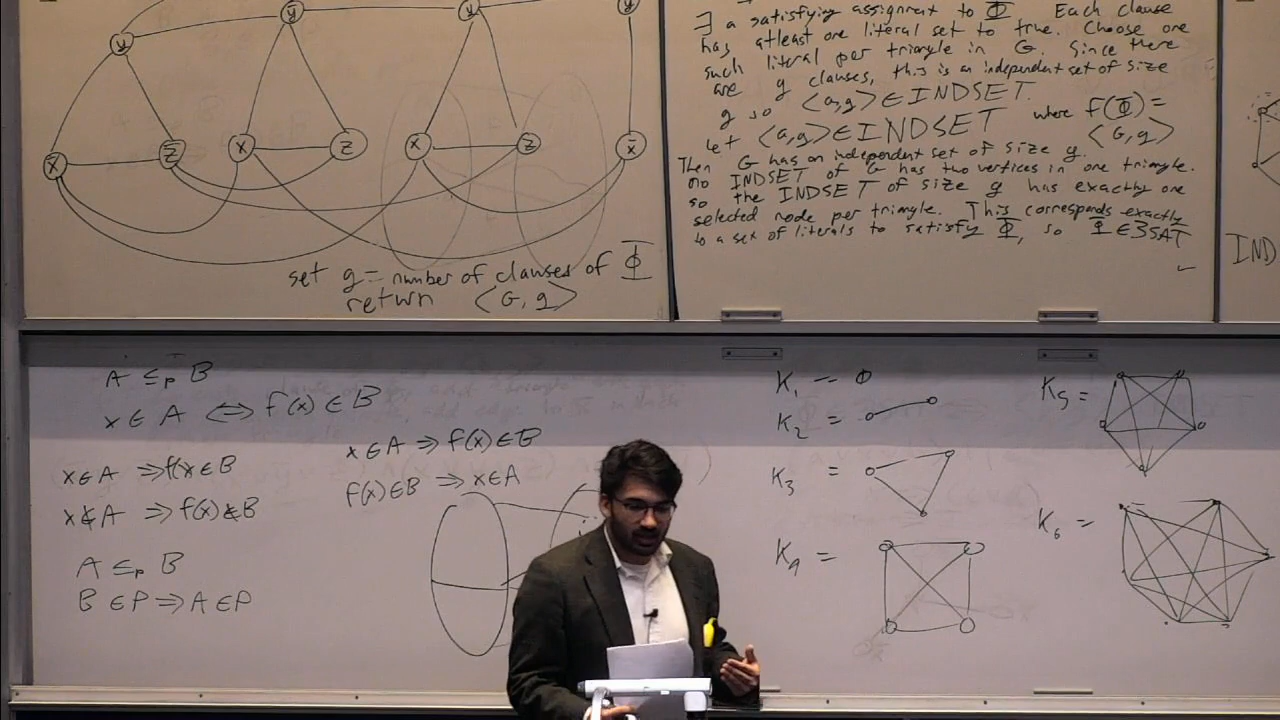 y
y
y
y
x̄
z̄
x
z
x
z
x̄
set g = number of clauses of Φ
return <G, g>
∃ a satisfying assignment to Φ. Each clause
has atleast one literal set to true. Choose one
such literal per triangle in G. Since there
are g clauses, this is an independent set of size
g so <G,g> ∈ INDSET.
Let <G,g> ∈ INDSET where f(Φ) = <G,g>
Then G has an independent set of size g.
no INDSET of G has two vertices in one triangle.
so the INDSET of size g has exactly one
selected node per triangle. This corresponds exactly
to a set of literals to satisfy Φ, so Φ ∈ 3SAT
IND
A ≤p B
x ∈ A ⟺ f(x) ∈ B
x ∈ A ⇒ f(x ∈ B
x ∉ A ⇒ f(x) ∉ B
A ≤p B
B ∈ P ⇒ A ∈ P
x ∈ A ⇒ f(x) ∈ B
f(x) ∈ B ⇒ x ∈ A
K₁ =
K₂ =
K₃ =
K₄ =
K₅ =
K₆ =